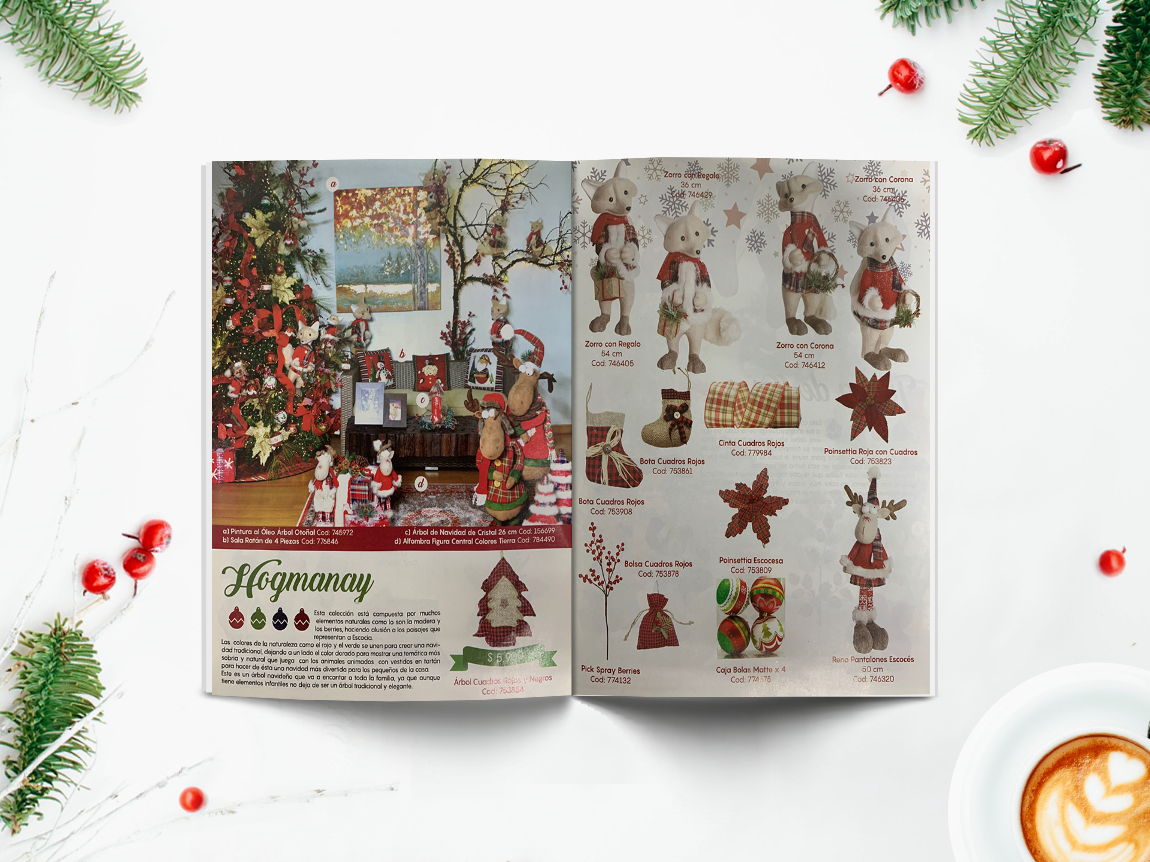 a
b
c
d
a) Pintura al Óleo Árbol Otoñal Cod: 745972
b) Sala Ratán de 4 Piezas Cod: 776846
c) Árbol de Navidad de Cristal 26 cm Cod: 156699
d) Alfombra Figura Central Colores Tierra Cod: 784490
Hogmanay
Esta colección está compuesta por muchos
elementos naturales como lo son la madera y
los berries, haciendo alusión a los paisajes que
representan a Escocia.
Las colores de la naturaleza como el rojo y el verde se unen para crear una navi-
dad tradicional, dejando a un lado el color dorado para mostrar una temática más
sobria y natural que juega con los animales animados con vestidos en tartán
para hacer de ésta una navidad más divertida para los pequeños de la casa.
Este es un árbol navideño que va a encantar a toda la familia, ya que aunque
tiene elementos infantiles no deja de ser un árbol tradicional y elegante.
Árbol Cuadros Rojos y Negros
Zorro con Regalo
36 cm
Cod: 746429
Zorro con Corona
36 cm
Zorro con Regalo
54 cm
Cod: 746405
Zorro con Corona
54 cm
Cod: 746412
Bota Cuadros Rojos
Cod: 753861
Cinta Cuadros Rojos
Cod: 779984
Poinsettia Roja con Cuadros
Cod: 753823
Bota Cuadros Rojos
Cod: 753908
Bolsa Cuadros Rojos
Cod: 753878
Poinsettia Escocesa
Cod: 753809
Pick Spray Berries
Cod: 774132
Caja Bolas Matte x 4
Reno Pantalones Escocés
60 cm
Cod: 746320